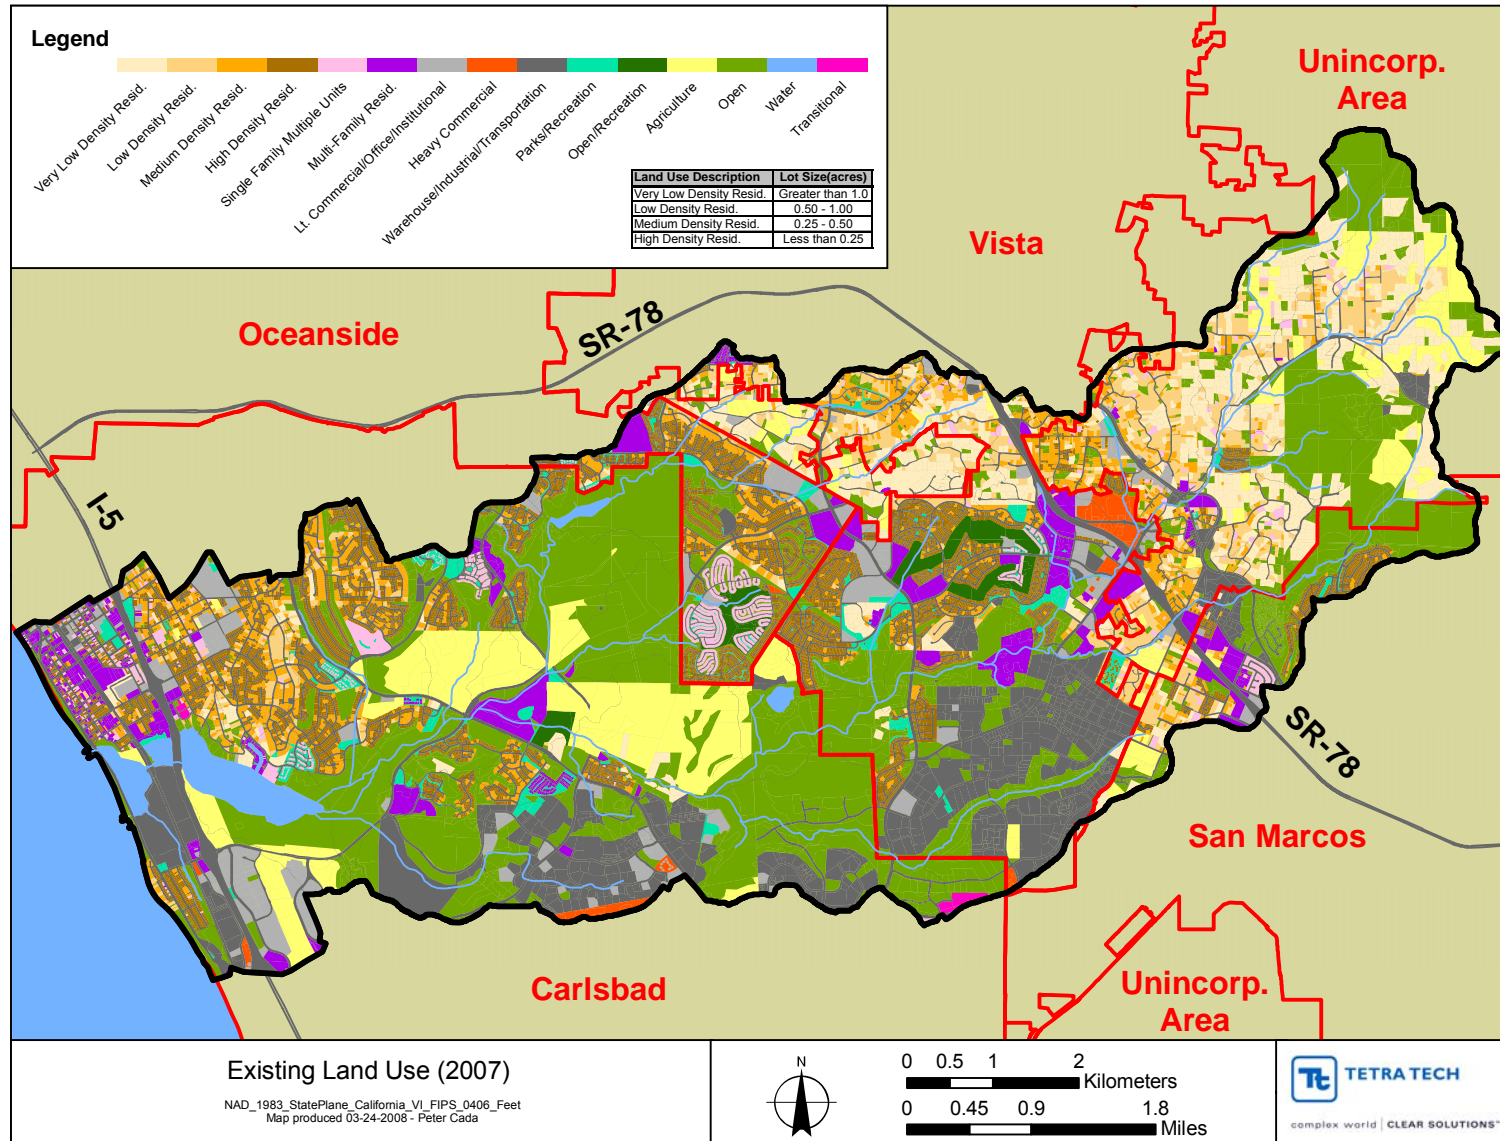 Legend
Very Low Density Resid.
Low Density Resid.
Medium Density Resid.
High Density Resid.
Single Family Multiple Units
Multi-Family Resid.
Lt. Commercial/Office/Institutional
Heavy Commercial
Warehouse/Industrial/Transportation
Parks/Recreation
Open/Recreation
Agriculture
Open
Water
Transitional
Land Use Description Lot Size(acres)
Very Low Density Resid. Greater than 1.0
Low Density Resid. 0.50 - 1.00
Medium Density Resid. 0.25 - 0.50
High Density Resid. Less than 0.25
Unincorp.
Area
Vista
Oceanside
SR-78
I-5
SR-78
San Marcos
Carlsbad
Unincorp.
Area
Existing Land Use (2007)
NAD_1983_StatePlane_California_VI_FIPS_0406_Feet
Map produced 03-24-2008 - Peter Cada
N
0 0.5 1 2
Kilometers
0 0.45 0.9 1.8
Miles
Tt TETRA TECH
complex world | CLEAR SOLUTIONS™